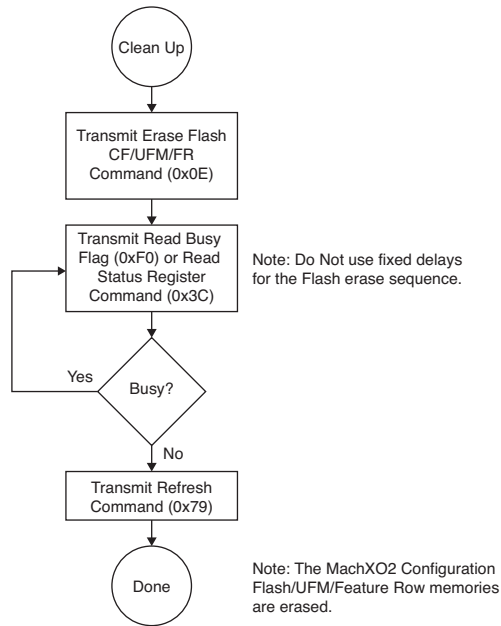 Clean Up
Transmit Erase Flash
CF/UFM/FR
Command (0x0E)
Transmit Read Busy
Flag (0xF0) or Read
Status Register
Command (0x3C)
Note: Do Not use fixed delays
for the Flash erase sequence.
Yes
Busy?
No
Transmit Refresh
Command (0x79)
Done
Note: The MachXO2 Configuration
Flash/UFM/Feature Row memories
are erased.